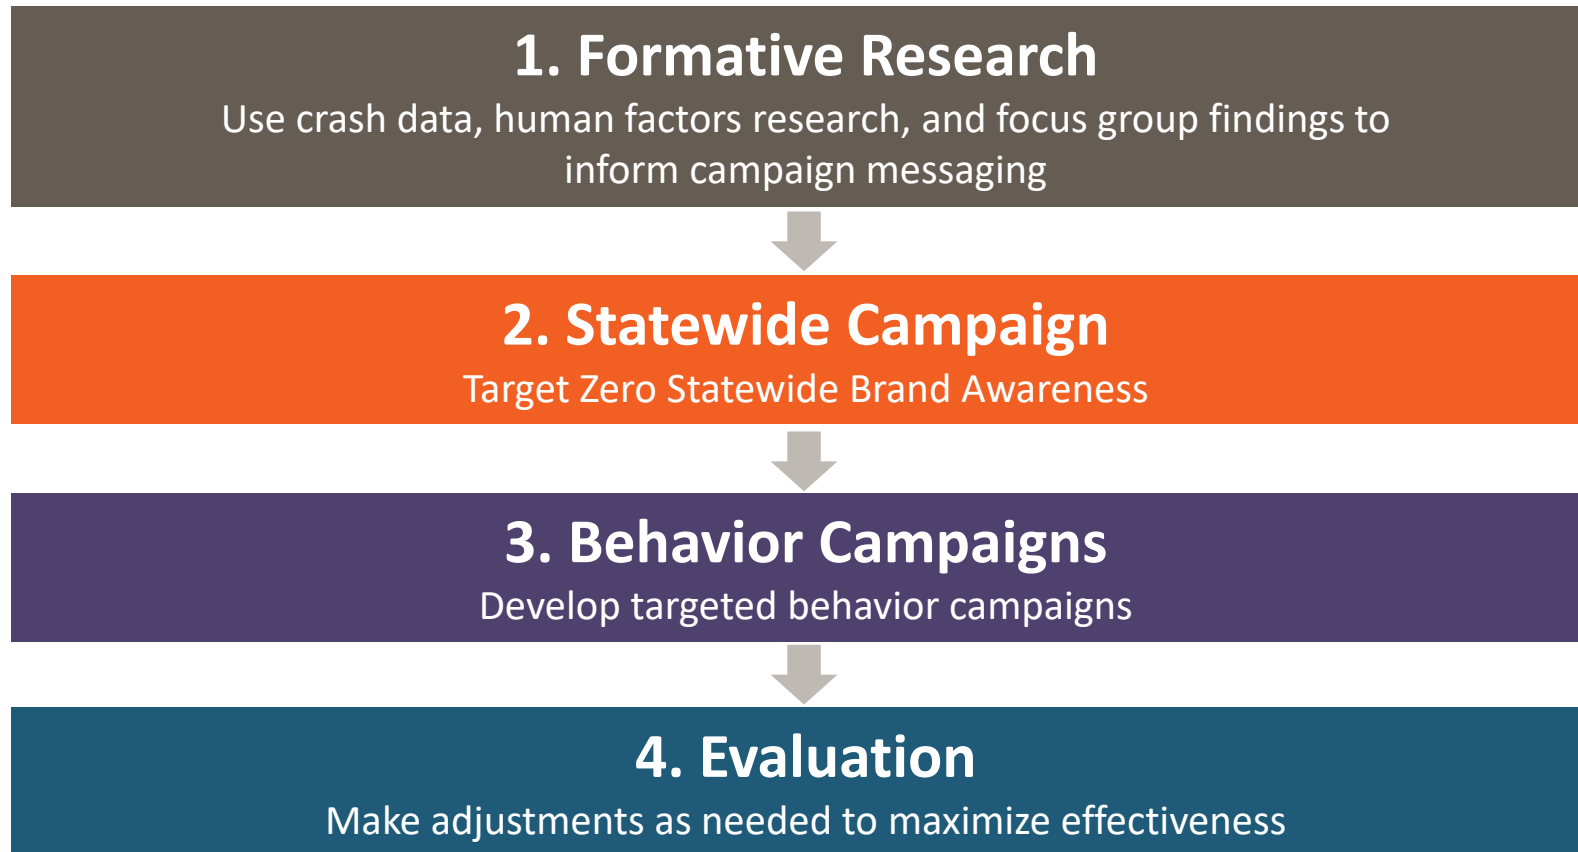 1. Formative Research
Use crash data, human factors research, and focus group findings to
inform campaign messaging
2. Statewide Campaign
Target Zero Statewide Brand Awareness
3. Behavior Campaigns
Develop targeted behavior campaigns
4. Evaluation
Make adjustments as needed to maximize effectiveness